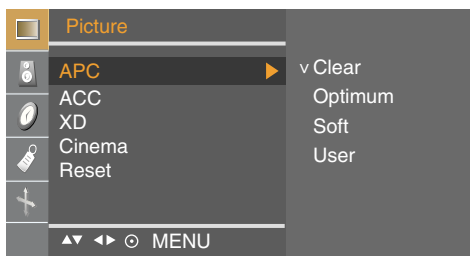 Picture
APC
ACC
XD
Cinema
Reset
v Clear
Optimum
Soft
User
▲▼ ◄► ⊙ MENU